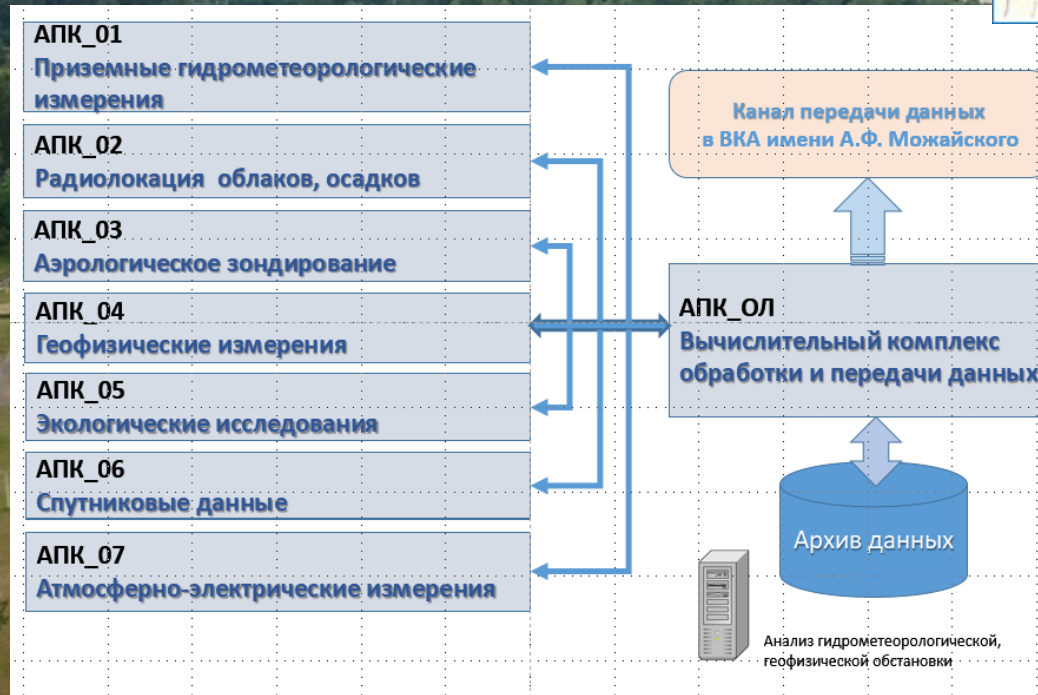 АПК_01
Приземные гидрометеорологические
измерения
АПК_02
Радиолокация облаков, осадков
АПК_03
Аэрологическое зондирование
АПК_04
Геофизические измерения
АПК_05
Экологические исследования
АПК_06
Спутниковые данные
АПК_07
Атмосферно-электрические измерения
Канал передачи данных
в ВКА имени А.Ф. Можайского
АПК_ОЛ
Вычислительный комплекс
обработки и передачи данных
Архив данных
Анализ гидрометеорологической,
геофизической обстановки